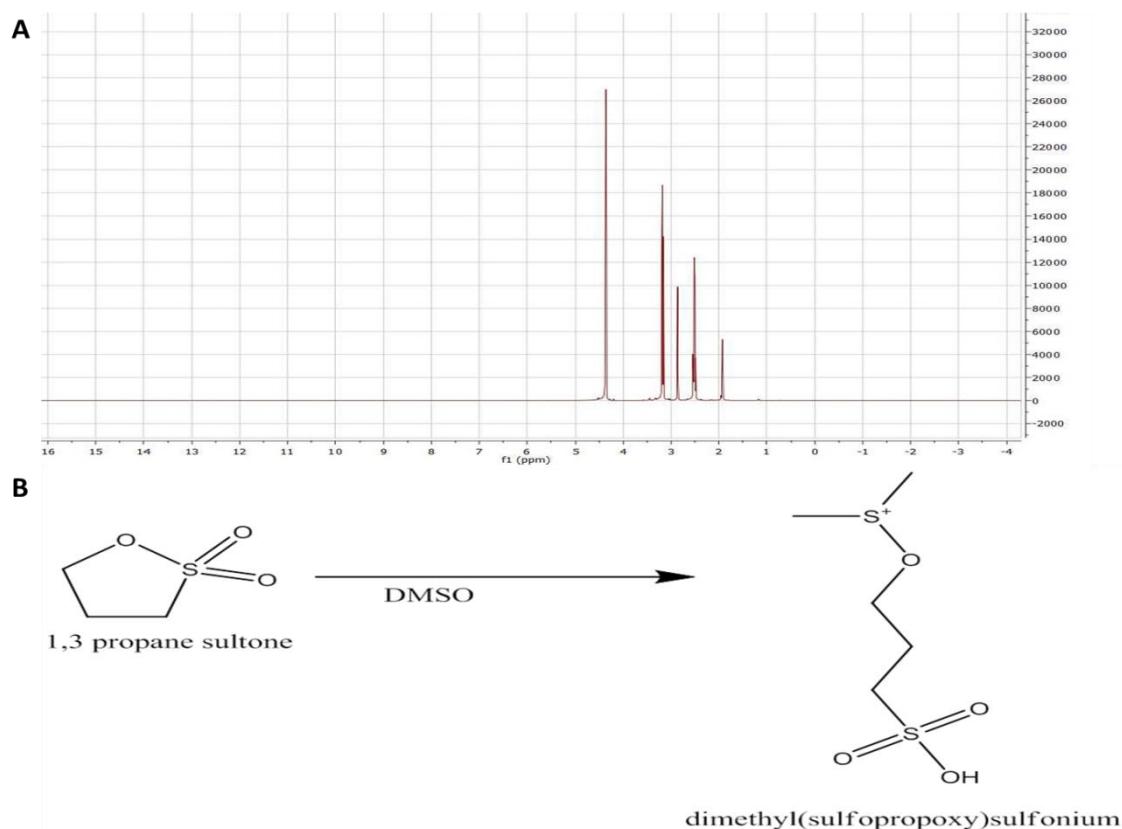 A
32000
30000
28000
26000
24000
22000
20000
18000
16000
14000
12000
10000
8000
6000
4000
2000
0
-2000
16 15 14 13 12 11 10 9 8 7 6 5 4 3 2 1 0 -1 -2 -3 -4
f1 (ppm)
B
O
S
O
O
1,3 propane sultone
DMSO
S+
O
O
S
O
OH
dimethyl(sulfopropoxy)sulfonium